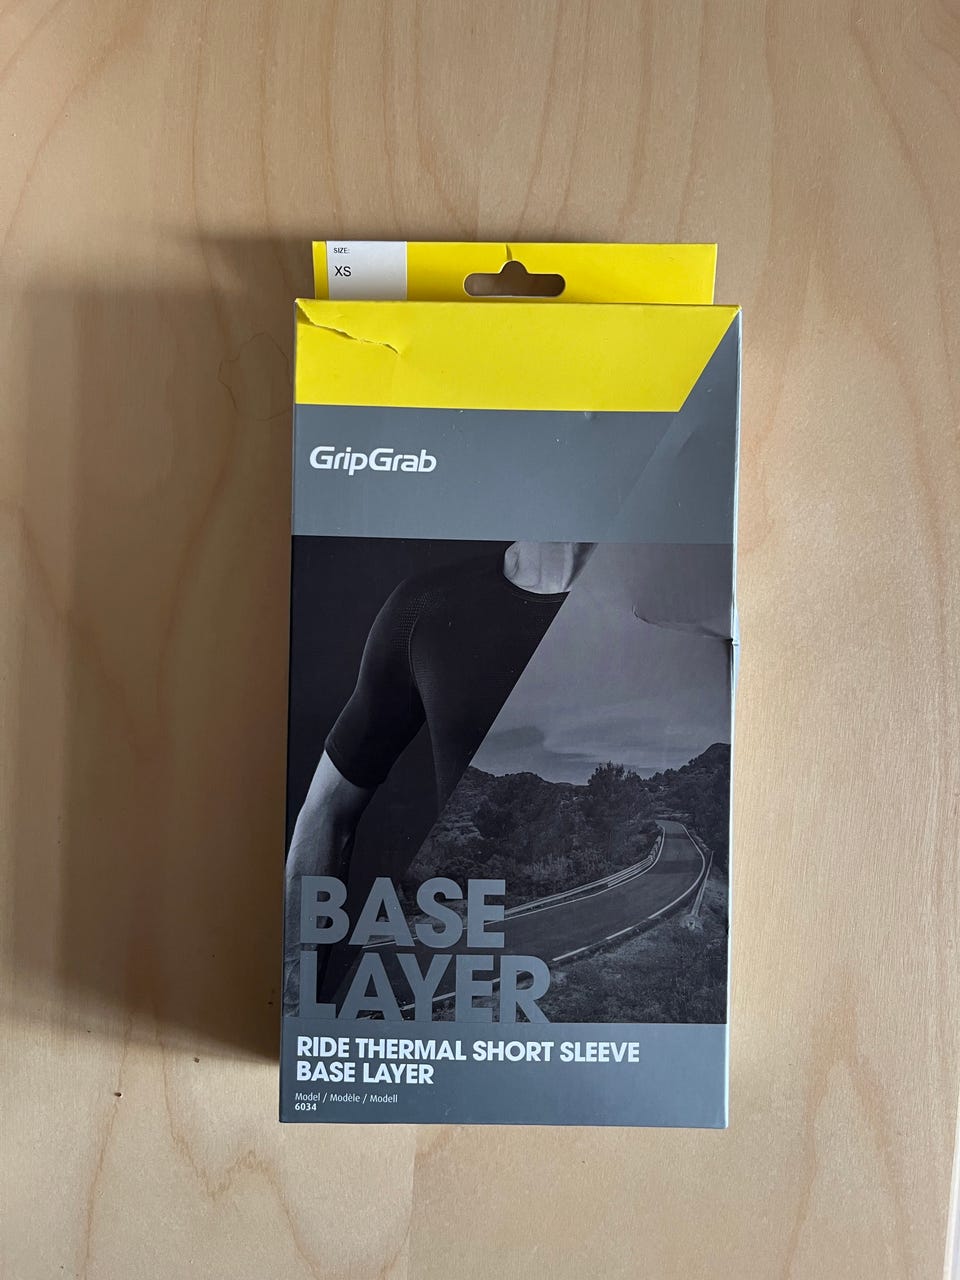 SIZE:
XS
GripGrab
BASE
LAYER
RIDE THERMAL SHORT SLEEVE
BASE LAYER
Model / Modèle / Modell
6034